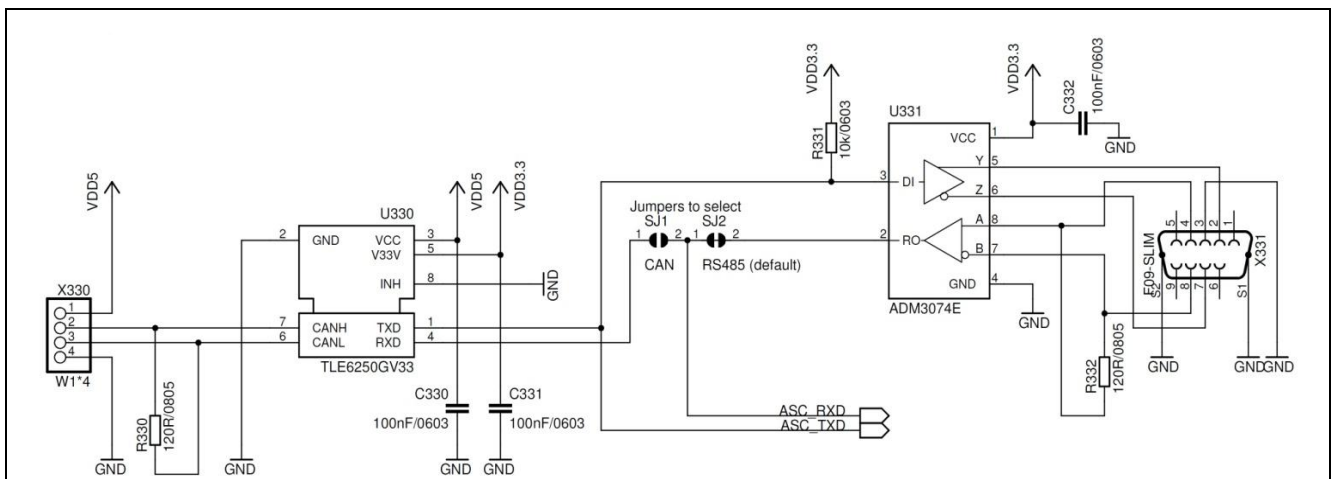 VDD5
X330
1
2
3
4
W1*4
R330
120R/0805
GND
GND
U330
2
GND
VCC
3
V33V
5
INH
8
GND
7
CANH
TXD
1
6
CANL
RXD
4
TLE6250GV33
VDD5
VDD3.3
C330
100nF/0603
C331
100nF/0603
GND
GND
Jumpers to select
SJ1
SJ2
1
2
1
2
CAN
RS485 (default)
ASC_RXD
ASC_TXD
VDD3.3
R331
10k/0603
U331
VCC
1
3
DI
Y
5
Z
6
2
RO
A
8
B
7
GND
4
ADM3074E
GND
VDD3.3
C332
100nF/0603
GND
R332
120R/0805
F09-SLIM
X331
5
4
3
2
1
9
8
7
6
S2
S1
GND
GND
GND